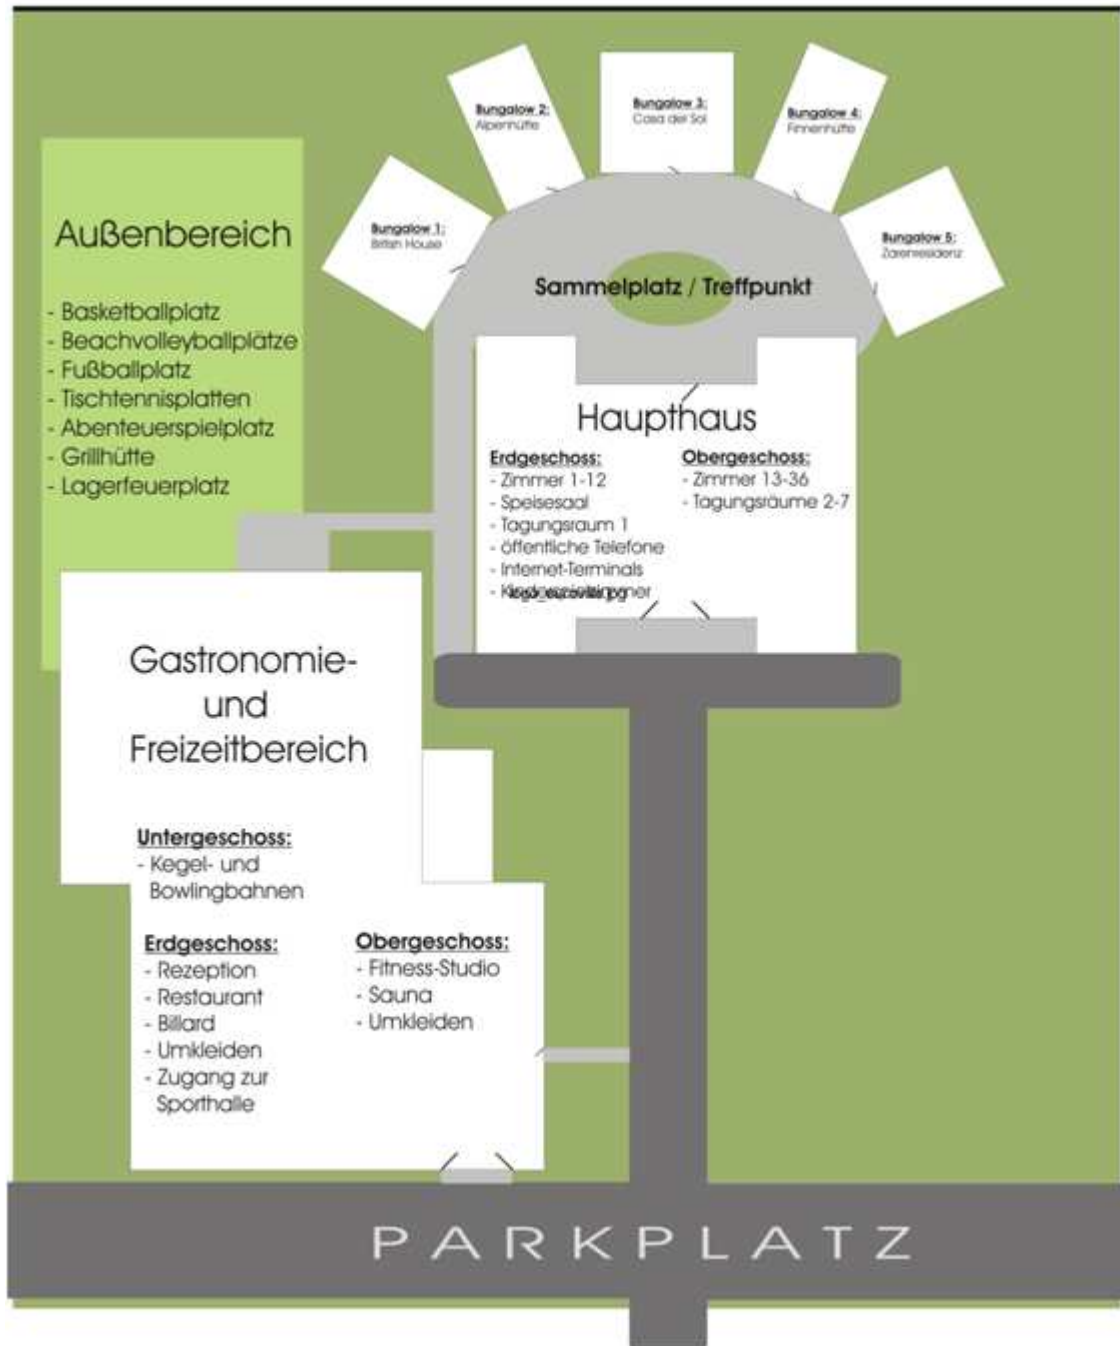 Bungalow 1:
British House
Bungalow 2:
Alpenhütte
Bungalow 3:
Casa del Sol
Bungalow 4:
Finnenhütte
Bungalow 5:
Zarenresidenz
Sammelplatz / Treffpunkt
Außenbereich
- Basketballplatz
- Beachvolleyballplätze
- Fußballplatz
- Tischtennisplatten
- Abenteuerspielplatz
- Grillhütte
- Lagerfeuerplatz
Haupthaus
Erdgeschoss:
- Zimmer 1-12
- Speisesaal
- Tagungsraum 1
- öffentliche Telefone
- Internet-Terminals
- Kinderspielzimmer
Obergeschoss:
- Zimmer 13-36
- Tagungsräume 2-7
Gastronomie-
und
Freizeitbereich
Untergeschoss:
- Kegel- und
Bowlingbahnen
Erdgeschoss:
- Rezeption
- Restaurant
- Billard
- Umkleiden
- Zugang zur
Sporthalle
Obergeschoss:
- Fitness-Studio
- Sauna
- Umkleiden
PARKPLATZ